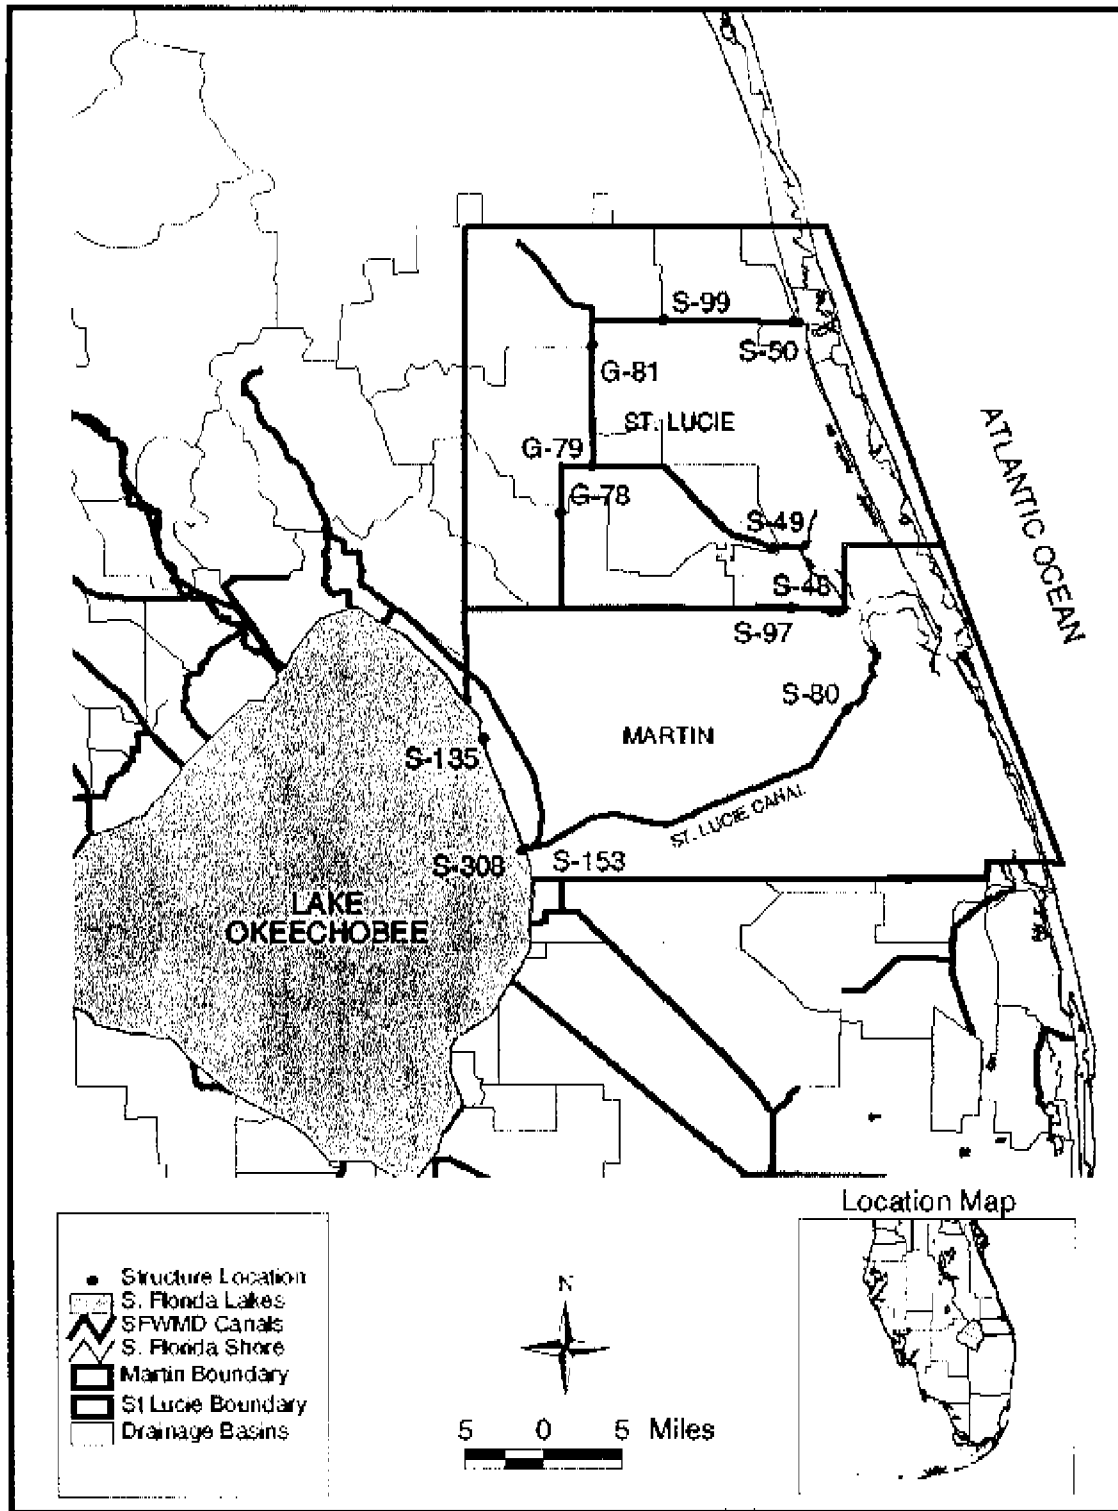 S-99
S-50
G-81
ST. LUCIE
G-79
G-78
S-49
S-48
S-97
S-80
ATLANTIC OCEAN
MARTIN
S-135
ST. LUCIE CANAL
S-308
S-153
LAKE
OKEECHOBEE
Location Map
Structure Location
S. Florida Lakes
SFWMD Canals
S. Florida Shore
Martin Boundary
St Lucie Boundary
Drainage Basins
N
5 0 5 Miles